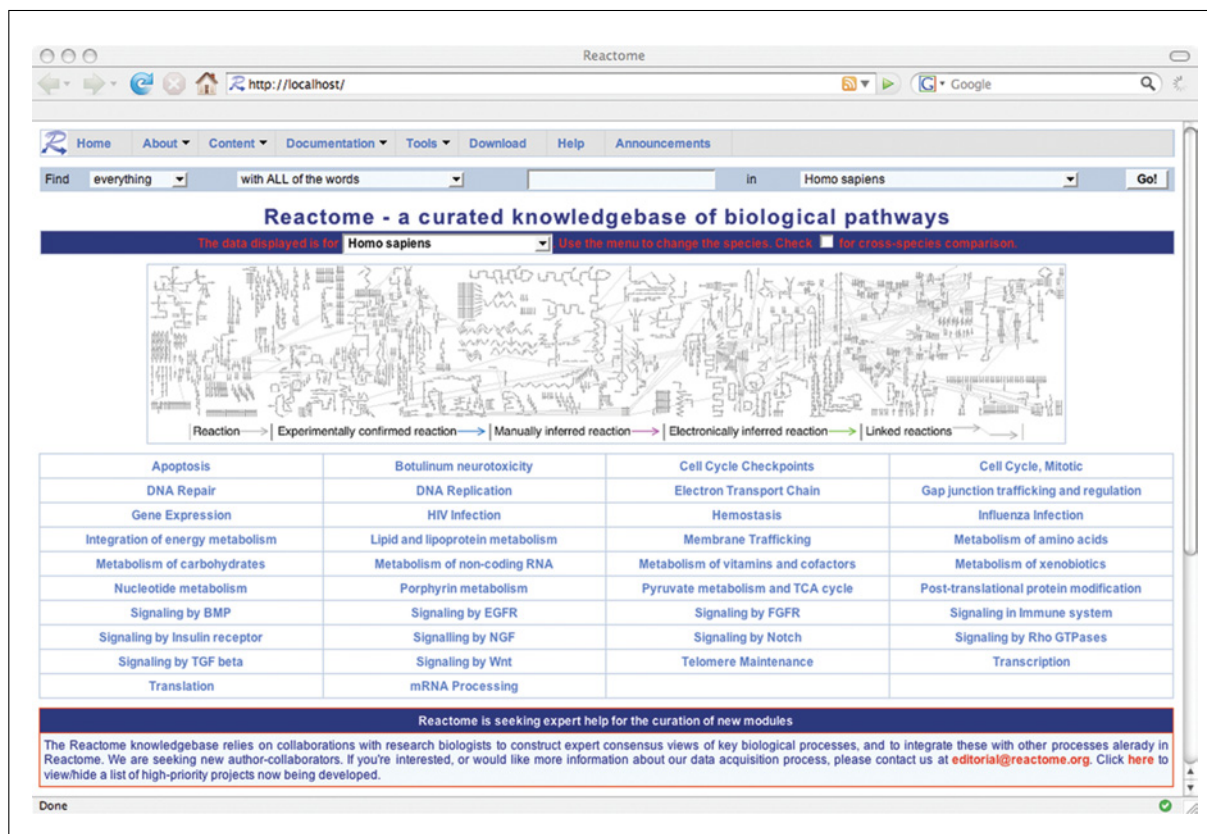 Reactome
http://localhost/
G Google
R Home About Content Documentation Tools Download Help Announcements
Find everything with ALL of the words in Homo sapiens Go!
Reactome - a curated knowledgebase of biological pathways
The data displayed is for Homo sapiens Use the menu to change the species. Check for cross-species comparison.
Reaction Experimentally confirmed reaction Manually inferred reaction Electronically inferred reaction Linked reactions
Apoptosis Botulinum neurotoxicity Cell Cycle Checkpoints Cell Cycle, Mitotic
DNA Repair DNA Replication Electron Transport Chain Gap junction trafficking and regulation
Gene Expression HIV Infection Hemostasis Influenza Infection
Integration of energy metabolism Lipid and lipoprotein metabolism Membrane Trafficking Metabolism of amino acids
Metabolism of carbohydrates Metabolism of non-coding RNA Metabolism of vitamins and cofactors Metabolism of xenobiotics
Nucleotide metabolism Porphyrin metabolism Pyruvate metabolism and TCA cycle Post-translational protein modification
Signaling by BMP Signaling by EGFR Signaling by FGFR Signaling in Immune system
Signaling by Insulin receptor Signalling by NGF Signaling by Notch Signaling by Rho GTPases
Signaling by TGF beta Signaling by Wnt Telomere Maintenance Transcription
Translation mRNA Processing
Reactome is seeking expert help for the curation of new modules
The Reactome knowledgebase relies on collaborations with research biologists to construct expert consensus views of key biological processes, and to integrate these with other processes alerady in
Reactome. We are seeking new author-collaborators. If you're interested, or would like more information about our data acquisition process, please contact us at editorial@reactome.org. Click here to
view/hide a list of high-priority projects now being developed.
Done